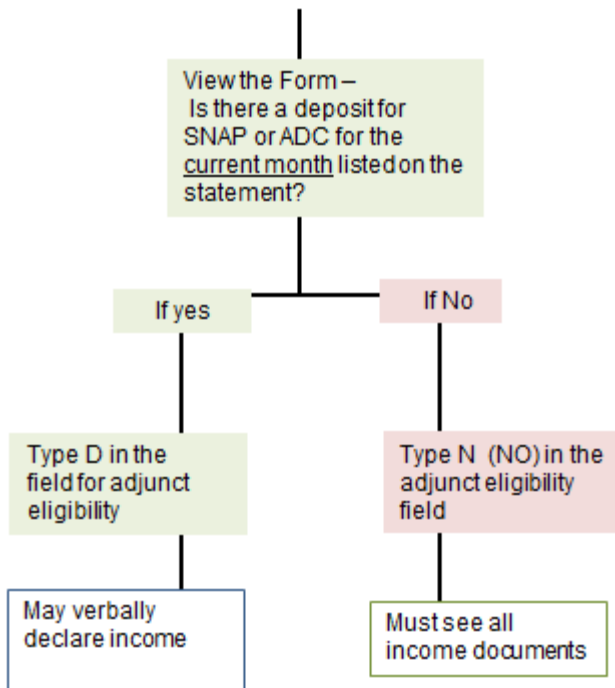 View the Form –
Is there a deposit for
SNAP or ADC for the
current month listed on the
statement?
If yes
If No
Type D in the
field for adjunct
eligibility
Type N (NO) in the
adjunct eligibility
field
May verbally
declare income
Must see all
income documents